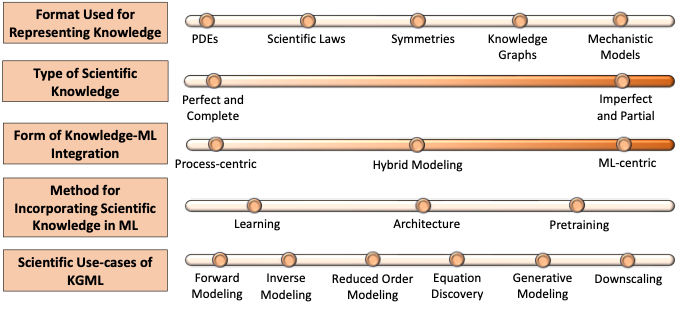 Format Used for
Representing Knowledge
PDEs
Scientific Laws
Symmetries
Knowledge
Graphs
Mechanistic
Models
Type of Scientific
Knowledge
Perfect and
Complete
Imperfect
and Partial
Form of Knowledge-ML
Integration
Process-centric
Hybrid Modeling
ML-centric
Method for
Incorporating Scientific
Knowledge in ML
Learning
Architecture
Pretraining
Scientific Use-cases of
KGML
Forward
Modeling
Inverse
Modeling
Reduced Order
Modeling
Equation
Discovery
Generative
Modeling
Downscaling